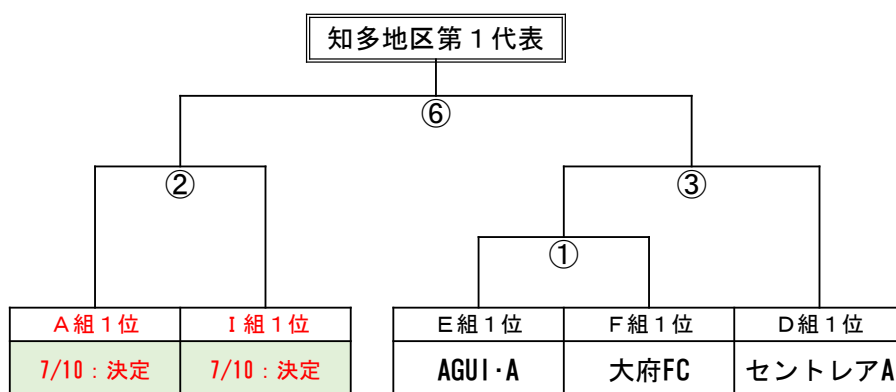 知多地区第１代表
⑥
②
③
①
Ａ組１位
Ｉ組１位
Ｅ組１位
Ｆ組１位
Ｄ組１位
7/10：決定
7/10：決定
AGUI・A
大府FC
セントレアA